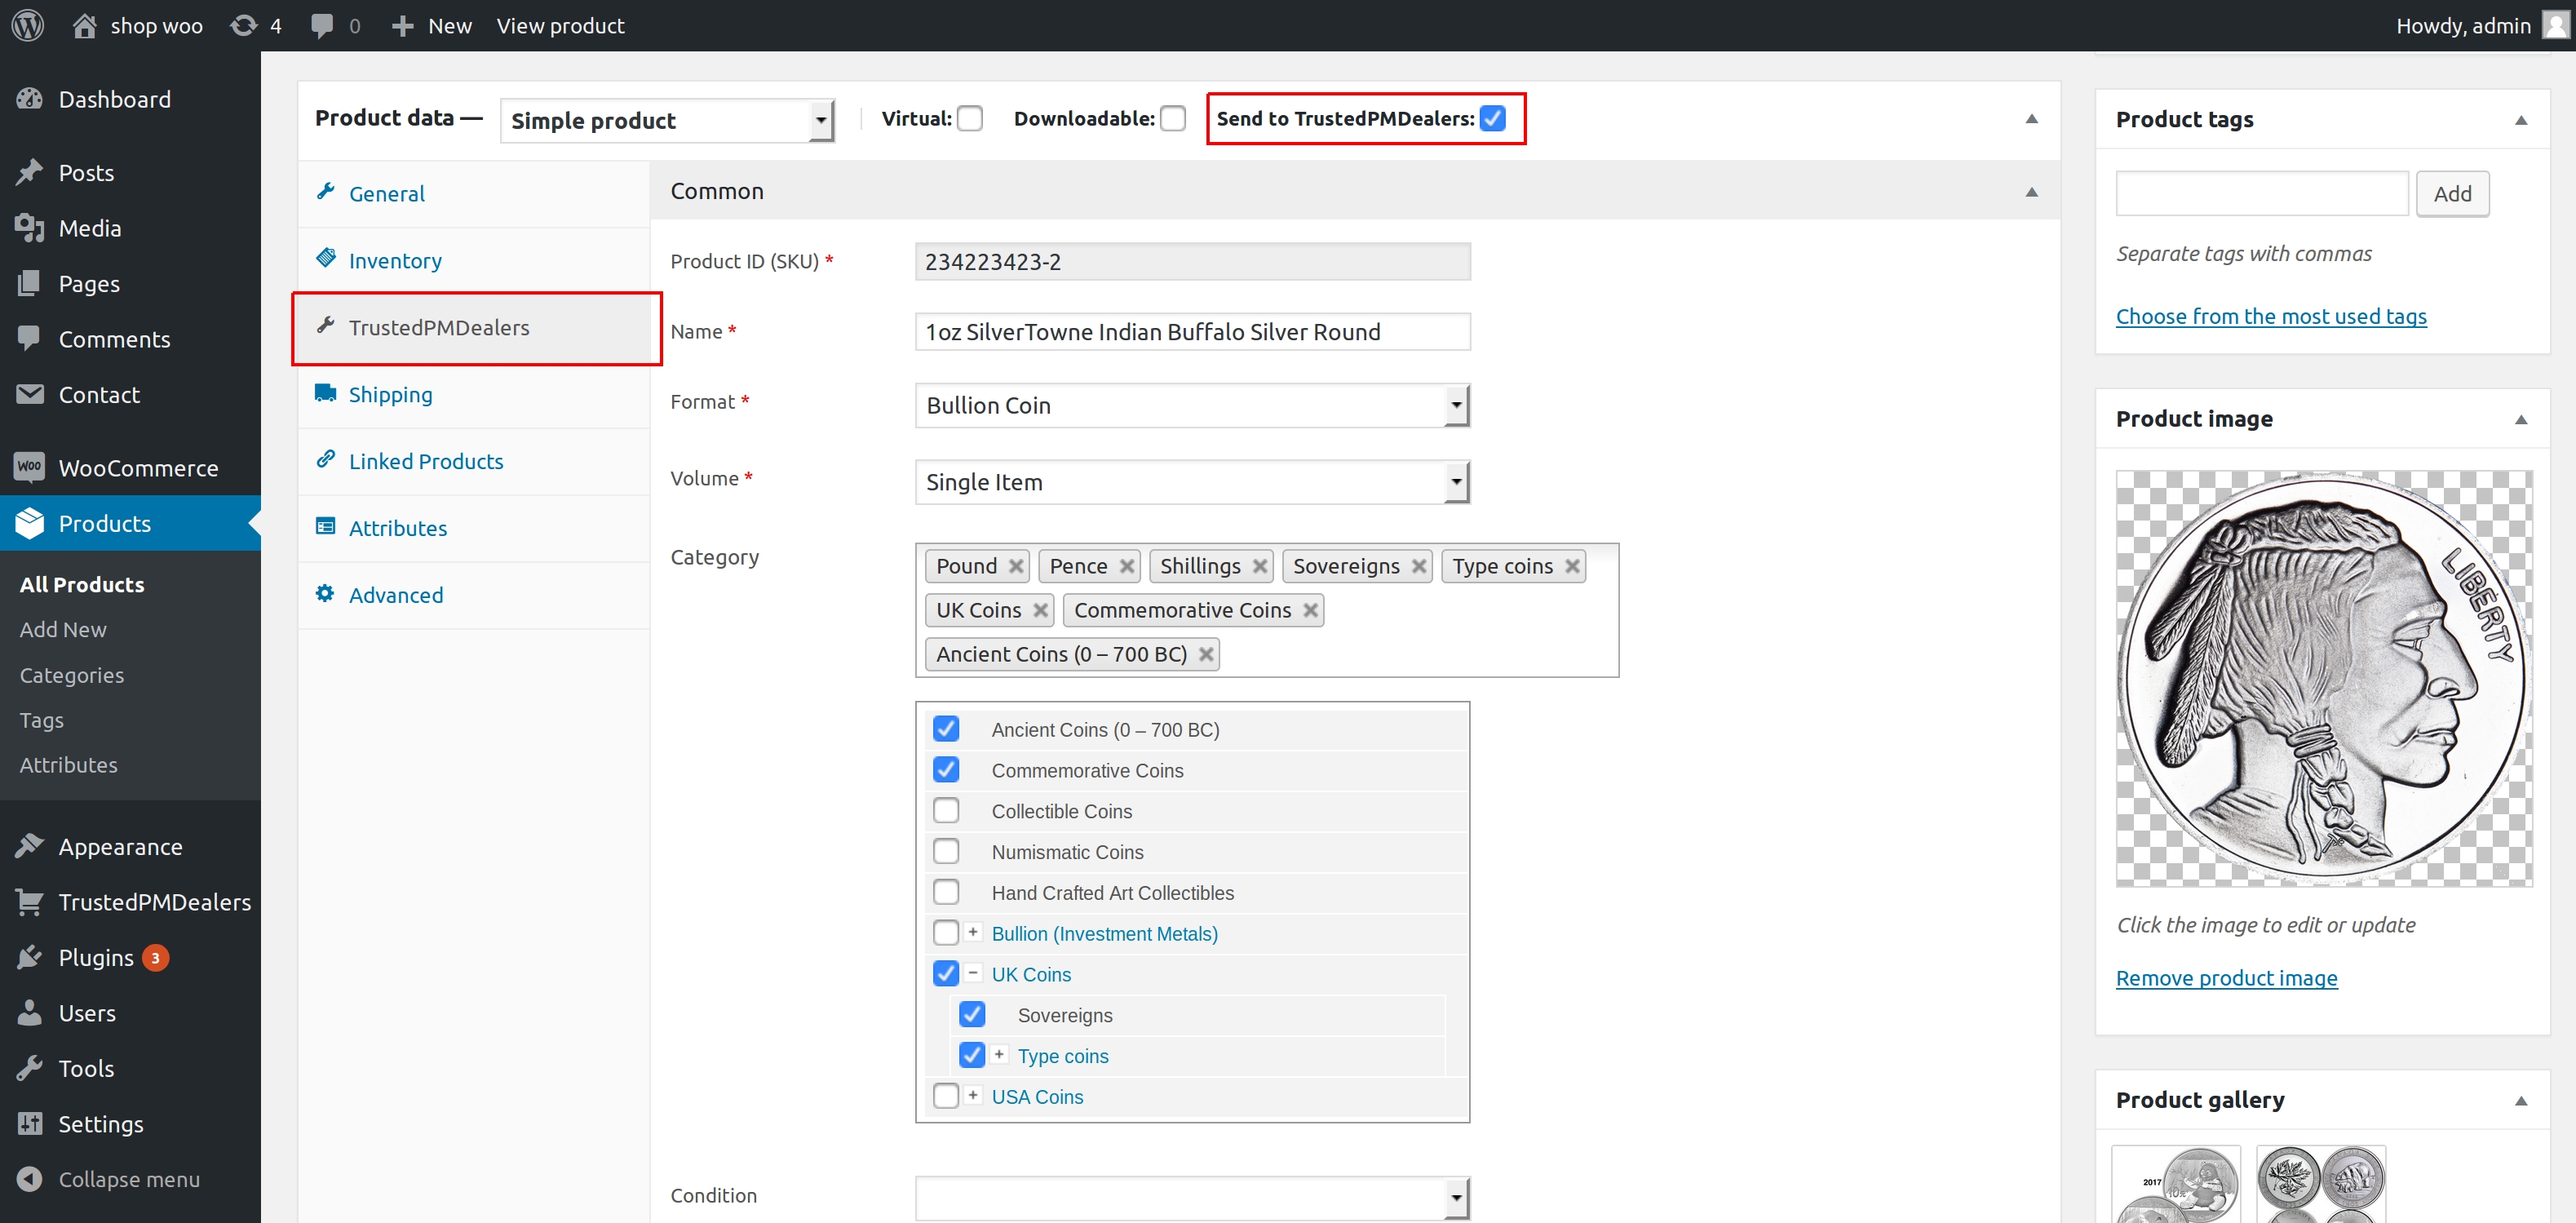 shop woo
4
0
New
View product
Howdy, admin
Dashboard
Posts
Media
Pages
Comments
Contact
WOO
WooCommerce
Products
All Products
Add New
Categories
Tags
Attributes
Appearance
TrustedPMDealers
Plugins 3
Users
Tools
Settings
Collapse menu
Product data —
Simple product
Virtual:
Downloadable:
Send to TrustedPMDealers:
General
Inventory
TrustedPMDealers
Shipping
Linked Products
Attributes
Advanced
Common
Product ID (SKU) *
234223423-2
Name *
1oz SilverTowne Indian Buffalo Silver Round
Format *
Bullion Coin
Volume *
Single Item
Category
Pound × Pence × Shillings × Sovereigns × Type coins ×
UK Coins × Commemorative Coins ×
Ancient Coins (0 – 700 BC) ×
Ancient Coins (0 – 700 BC)
Commemorative Coins
Collectible Coins
Numismatic Coins
Hand Crafted Art Collectibles
+ Bullion (Investment Metals)
− UK Coins
Sovereigns
+ Type coins
+ USA Coins
Condition
Product tags
Add
Separate tags with commas
Choose from the most used tags
Product image
LIBERTY
Click the image to edit or update
Remove product image
Product gallery
2017